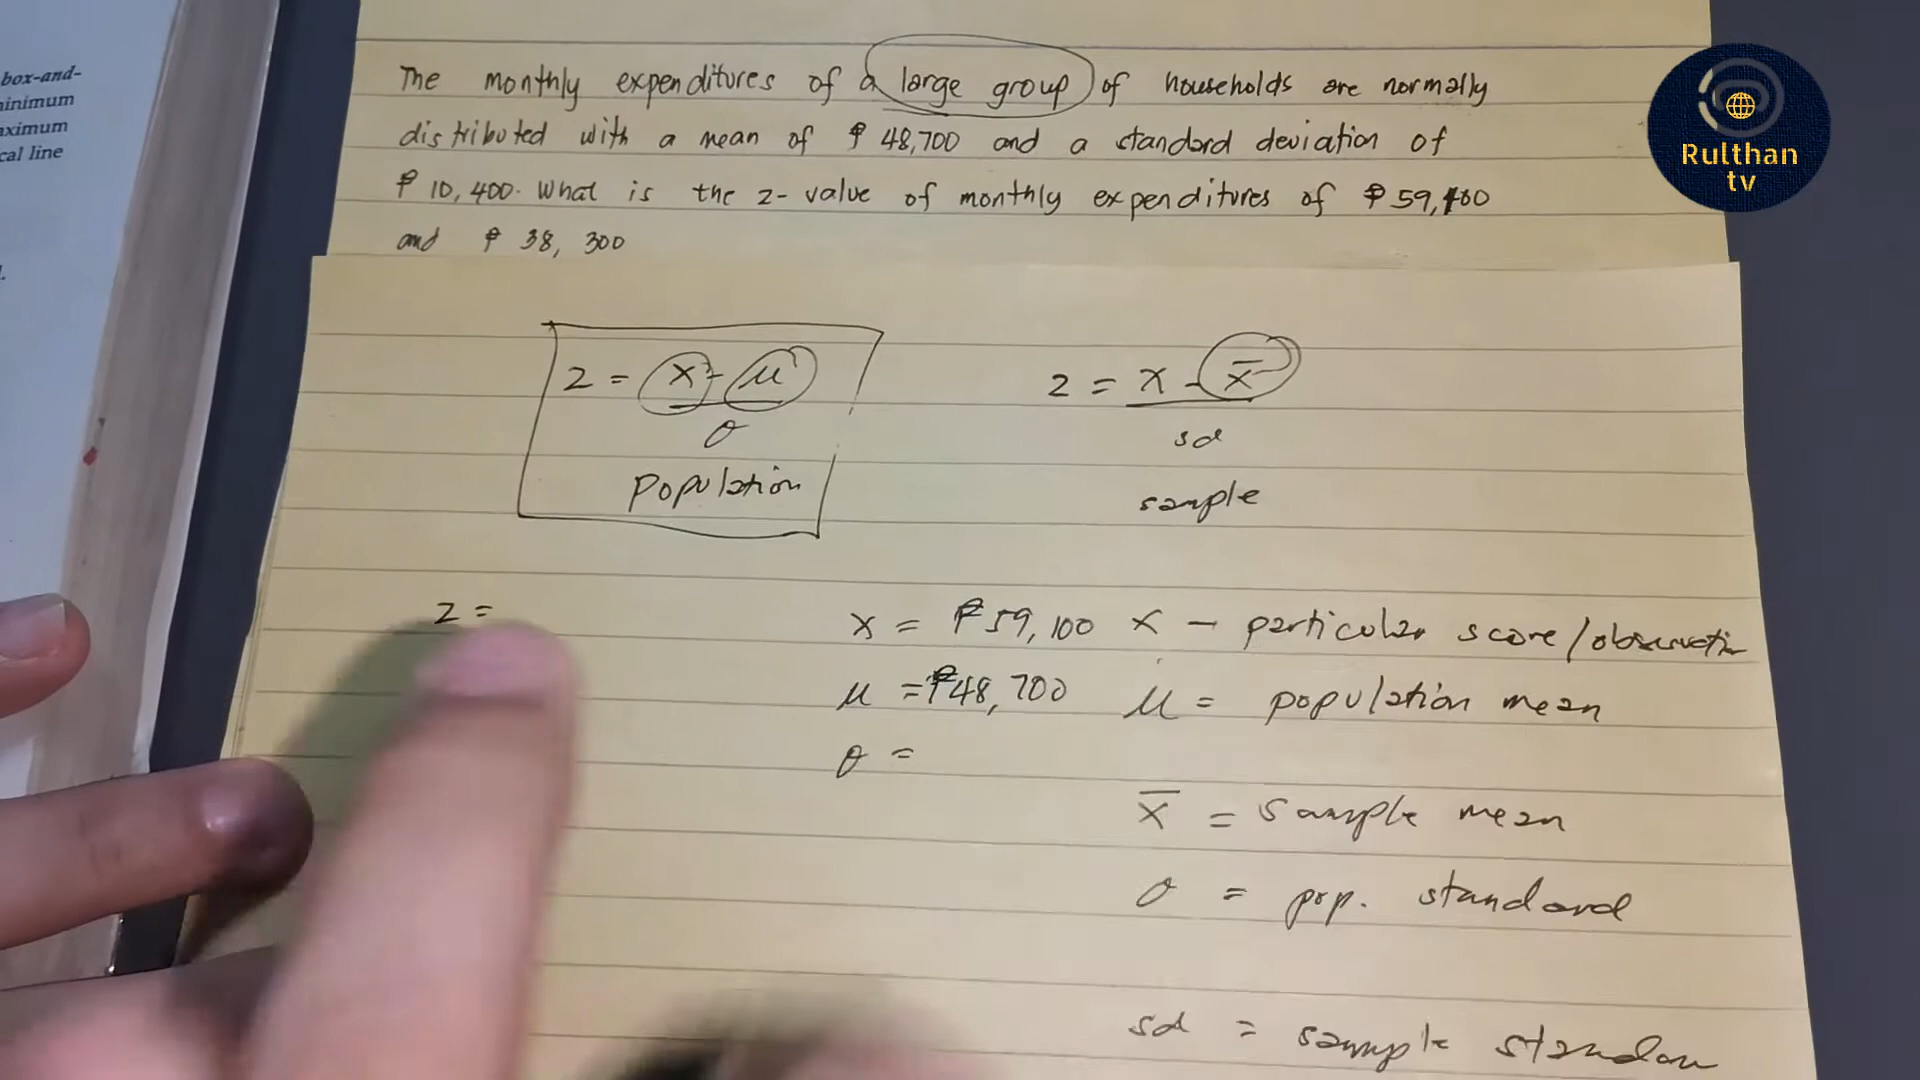 box-and-
minimum
aximum
cal line
Rulthan
tv
The monthly expenditures of a large group of households are normally
distributed with a mean of ₱ 48,700 and a standard deviation of
₱ 10,400. What is the z-value of monthly expenditures of ₱ 59,100
and ₱ 38,300
z = x - μ
σ
population
z = x - x̄
sd
sample
z =
x = ₱59,100
μ = ₱48,700
σ =
x - particular score/observation
μ = population mean
x̄ = sample mean
σ = pop. standard
sd = sample standar